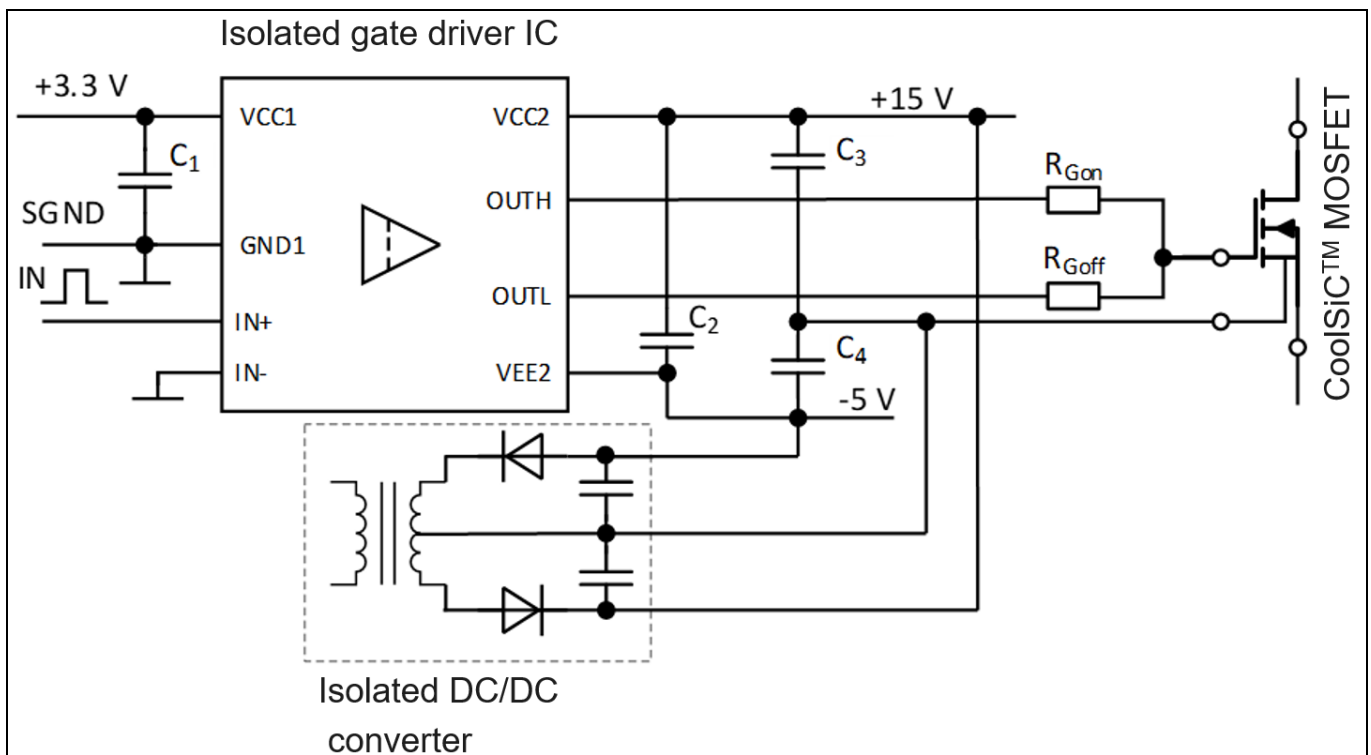 Isolated gate driver IC
+3.3 V
VCC1
VCC2
+15 V
C1
C3
RGon
SGND
OUTH
GND1
IN
RGoff
OUTL
IN+
C2
C4
IN-
VEE2
-5 V
CoolSiC™ MOSFET
Isolated DC/DC
converter